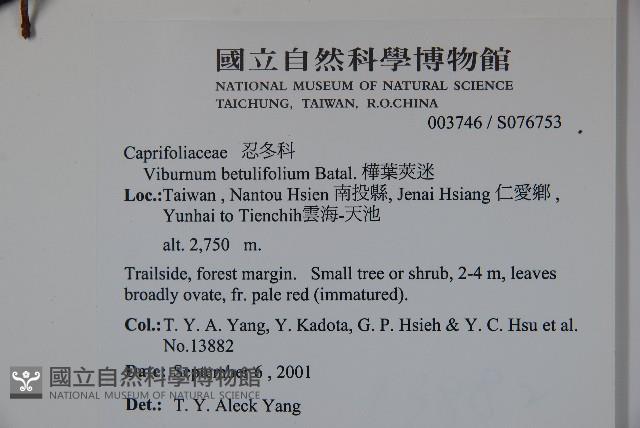 國立自然科學博物館
NATIONAL MUSEUM OF NATURAL SCIENCE
TAICHUNG, TAIWAN, R.O.CHINA
003746 / S076753
Caprifoliaceae 忍冬科
Viburnum betulifolium Batal. 樺葉莢迷
Loc.:Taiwan , Nantou Hsien 南投縣, Jenai Hsiang 仁愛鄉 ,
Yunhai to Tienchih雲海-天池
alt. 2,750 m.
Trailside, forest margin. Small tree or shrub, 2-4 m, leaves
broadly ovate, fr. pale red (immatured).
Col.: T. Y. A. Yang, Y. Kadota, G. P. Hsieh & Y. C. Hsu et al.
No.13882
Date: September 6 , 2001
國立自然科學博物館
NATIONAL MUSEUM OF NATURAL SCIENCE
Det.: T. Y. Aleck Yang